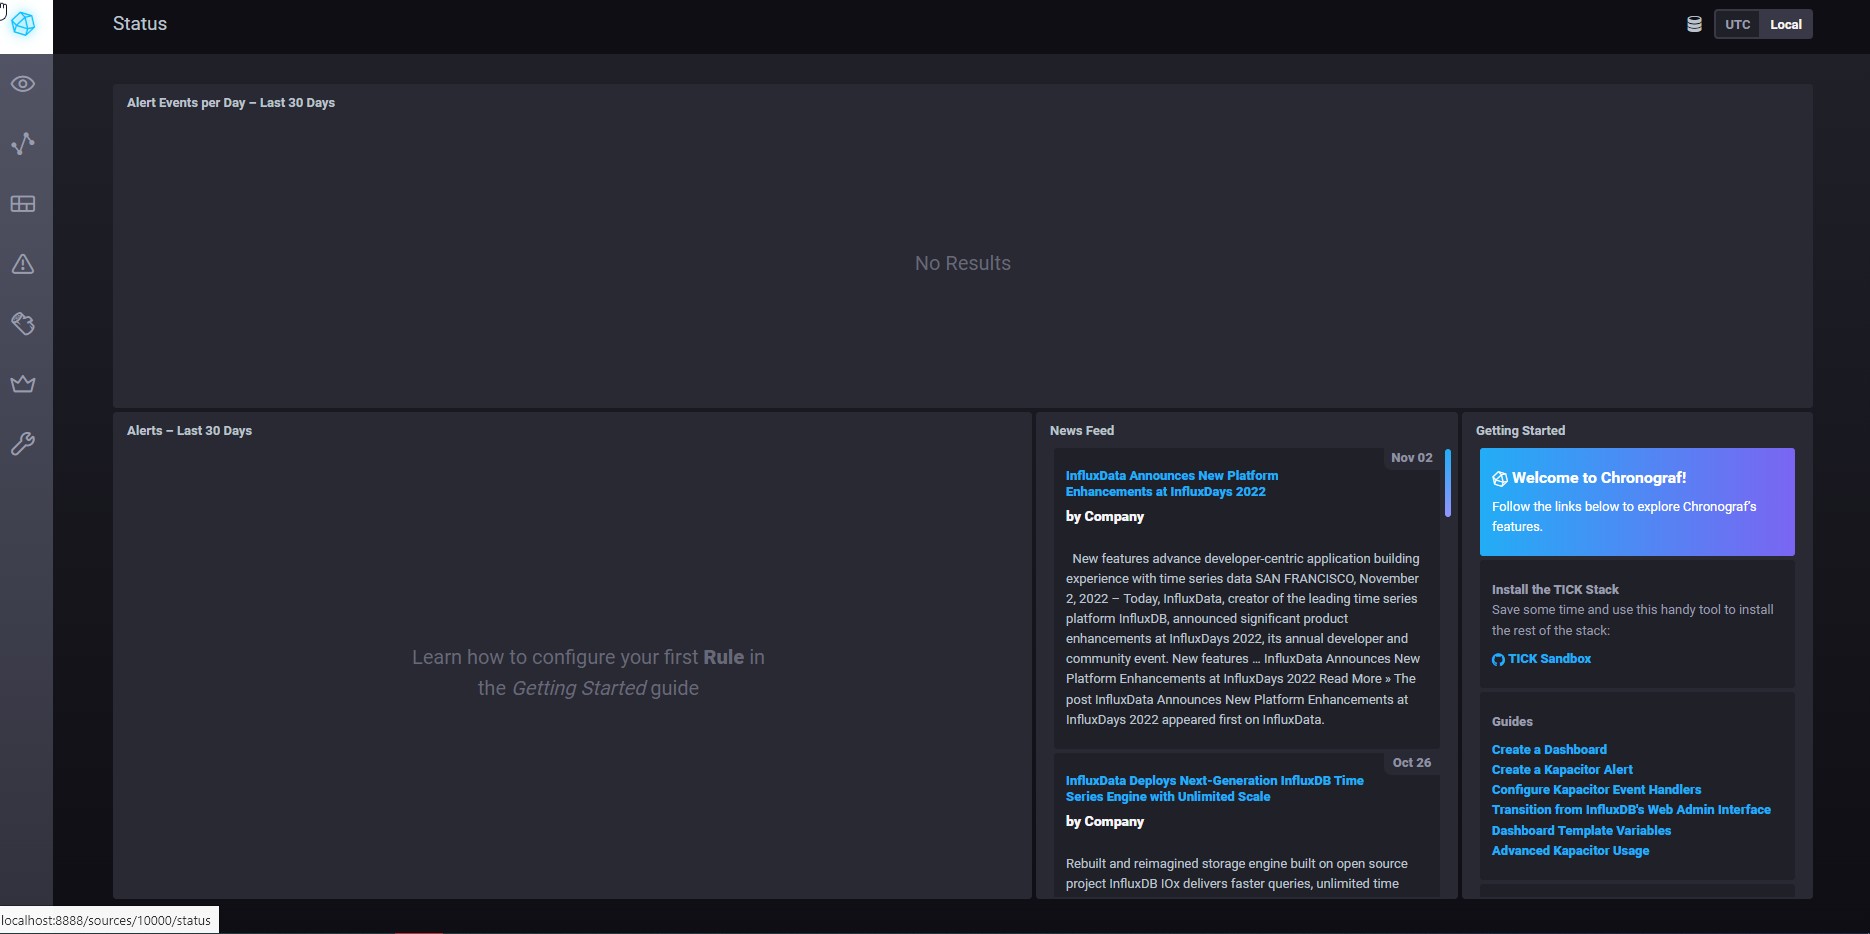 Status
UTC
Local
Alert Events per Day – Last 30 Days
No Results
Alerts – Last 30 Days
Learn how to configure your first Rule in
the Getting Started guide
News Feed
Nov 02
InfluxData Announces New Platform
Enhancements at InfluxDays 2022
by Company
New features advance developer-centric application building
experience with time series data SAN FRANCISCO, November
2, 2022 – Today, InfluxData, creator of the leading time series
platform InfluxDB, announced significant product
enhancements at InfluxDays 2022, its annual developer and
community event. New features ... InfluxData Announces New
Platform Enhancements at InfluxDays 2022 Read More » The
post InfluxData Announces New Platform Enhancements at
InfluxDays 2022 appeared first on InfluxData.
Oct 26
InfluxData Deploys Next-Generation InfluxDB Time
Series Engine with Unlimited Scale
by Company
Rebuilt and reimagined storage engine built on open source
project InfluxDB IOx delivers faster queries, unlimited time
Getting Started
Welcome to Chronograf!
Follow the links below to explore Chronograf's
features.
Install the TICK Stack
Save some time and use this handy tool to install
the rest of the stack:
TICK Sandbox
Guides
Create a Dashboard
Create a Kapacitor Alert
Configure Kapacitor Event Handlers
Transition from InfluxDB's Web Admin Interface
Dashboard Template Variables
Advanced Kapacitor Usage
localhost:8888/sources/10000/status